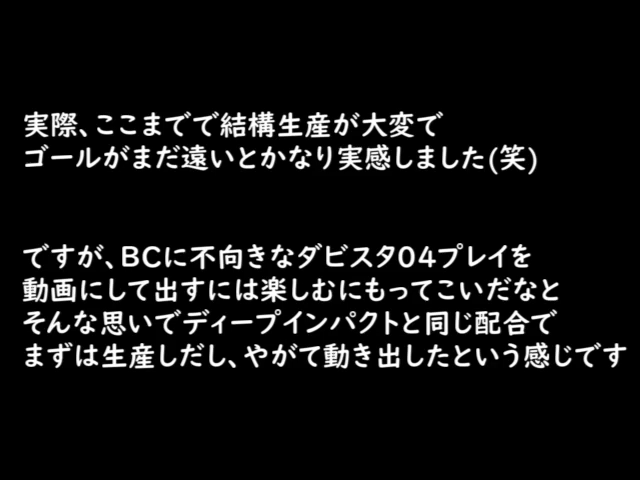 実際、ここまでで結構生産が大変で
ゴールがまだ遠いとかなり実感しました(笑)
ですが、BCに不向きなダビスタ04プレイを
動画にして出すには楽しむにもってこいだなと
そんな思いでディープインパクトと同じ配合で
まずは生産しだし、やがて動き出したという感じです